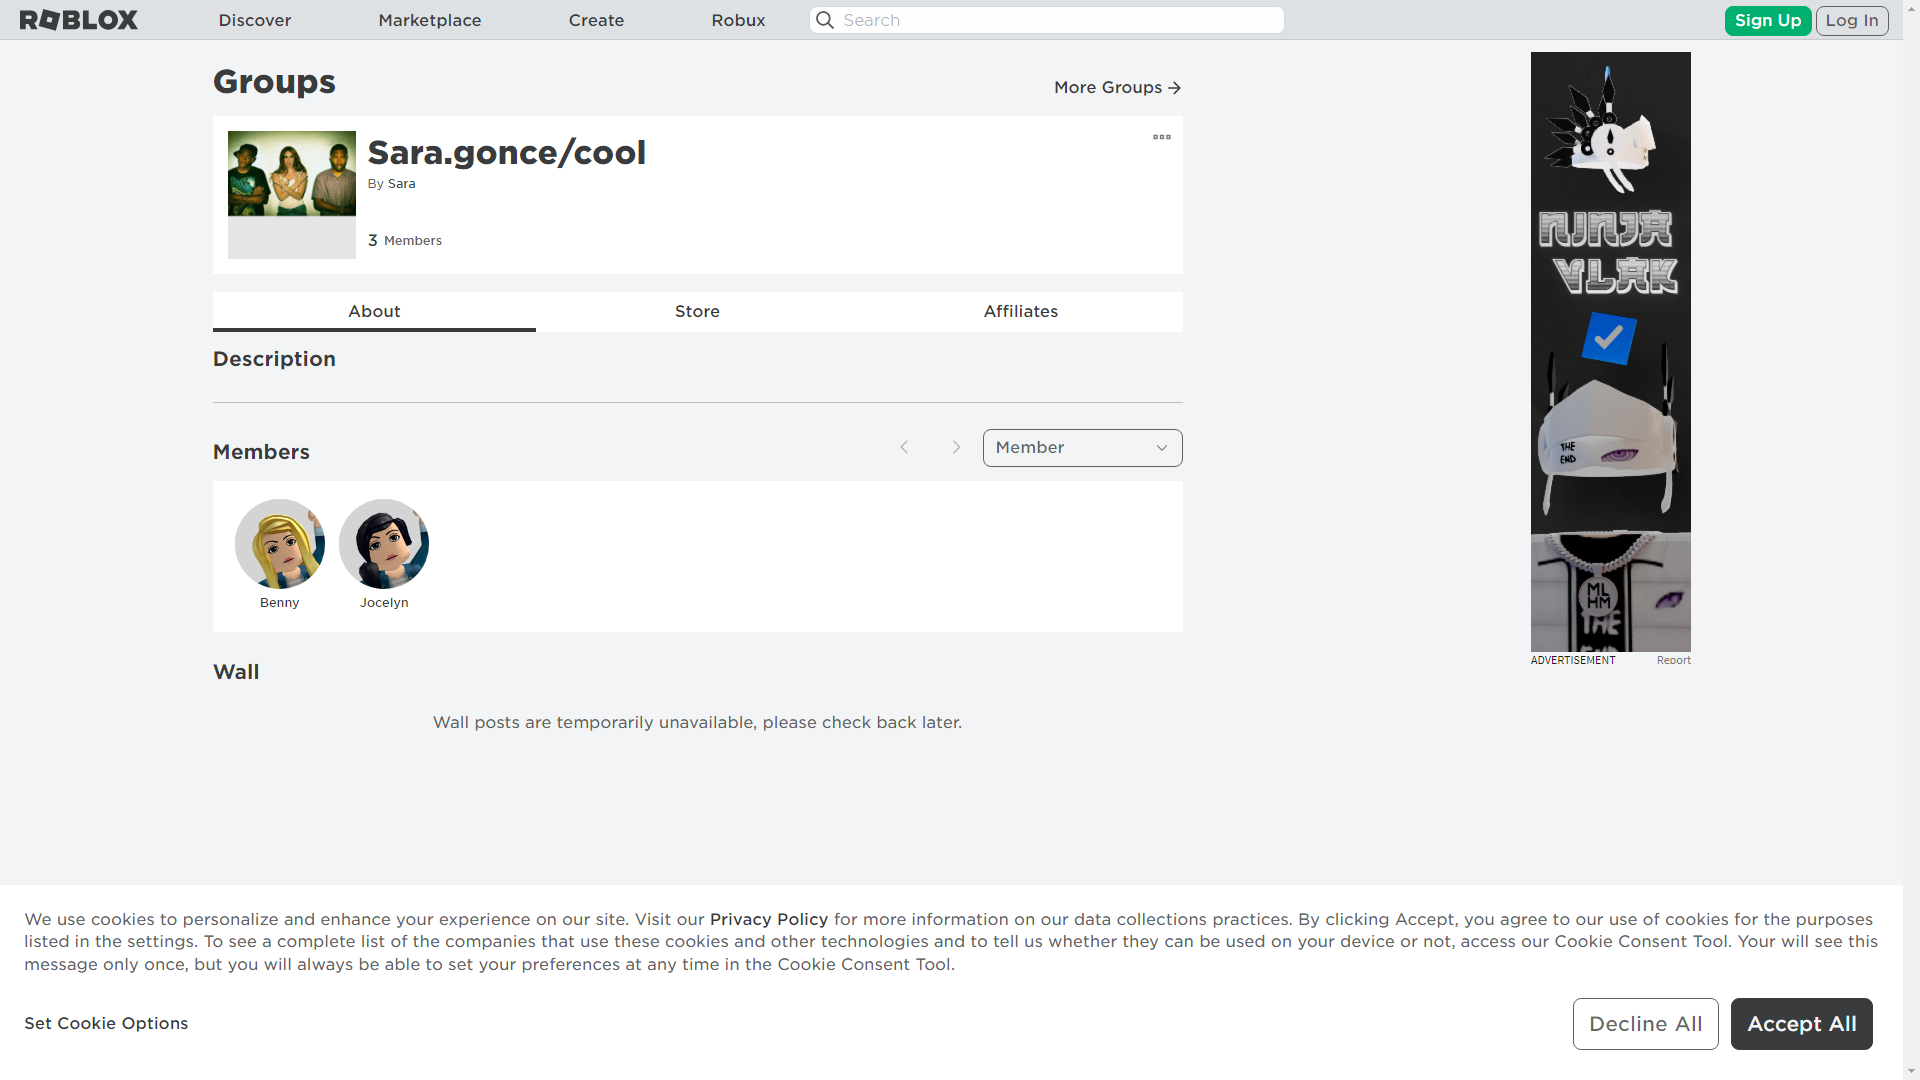 ROBLOX
Discover
Marketplace
Create
Robux
Search
Sign Up
Log In
Groups
More Groups
Sara.gonce/cool
By Sara
3 Members
About
Store
Affiliates
Description
Members
Member
Benny
Jocelyn
Wall
Wall posts are temporarily unavailable, please check back later.
NINJA
VLAK
THE
END
ML
HM
THE
END
ADVERTISEMENT
Report
We use cookies to personalize and enhance your experience on our site. Visit our Privacy Policy for more information on our data collections practices. By clicking Accept, you agree to our use of cookies for the purposes
listed in the settings. To see a complete list of the companies that use these cookies and other technologies and to tell us whether they can be used on your device or not, access our Cookie Consent Tool. Your will see this
message only once, but you will always be able to set your preferences at any time in the Cookie Consent Tool.
Set Cookie Options
Decline All
Accept All